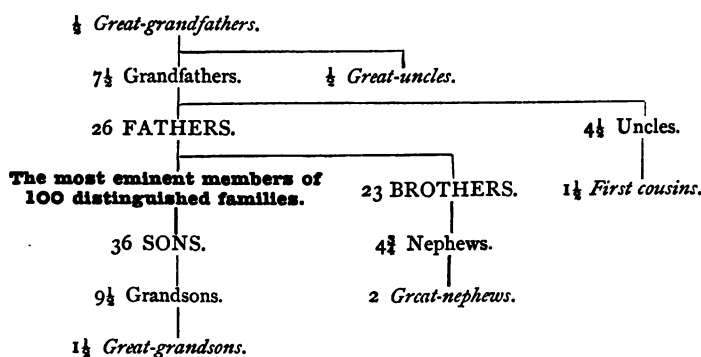 ½ Great-grandfathers.
7½ Grandfathers. ½ Great-uncles.
26 FATHERS. 4½ Uncles.
The most eminent members of
100 distinguished families.
23 BROTHERS. 1½ First cousins.
36 SONS. 4¾ Nephews.
9½ Grandsons. 2 Great-nephews.
1½ Great-grandsons.